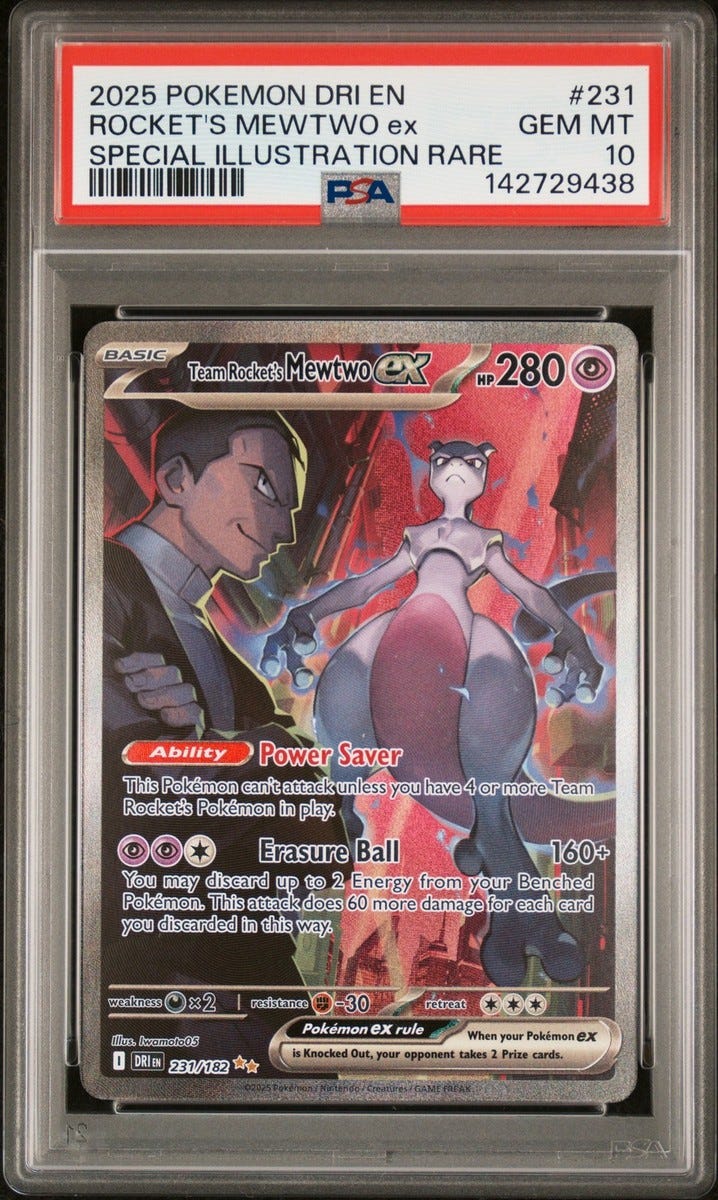 2025 POKEMON DRI EN #231
ROCKET'S MEWTWO ex GEM MT
SPECIAL ILLUSTRATION RARE 10
PSA 142729438
BASIC Team Rocket's Mewtwo ex HP 280
Ability Power Saver
This Pokémon can't attack unless you have 4 or more Team
Rocket's Pokémon in play.
Erasure Ball 160+
You may discard up to 2 Energy from your Benched
Pokémon. This attack does 60 more damage for each card
you discarded in this way.
weakness ×2 resistance -30 retreat
Illus. Iwamoto05
Pokémon ex rule When your Pokémon ex
is Knocked Out, your opponent takes 2 Prize cards.
I DRI EN 231/182
©2025 Pokémon / Nintendo / Creatures / GAME FREAK
PSA